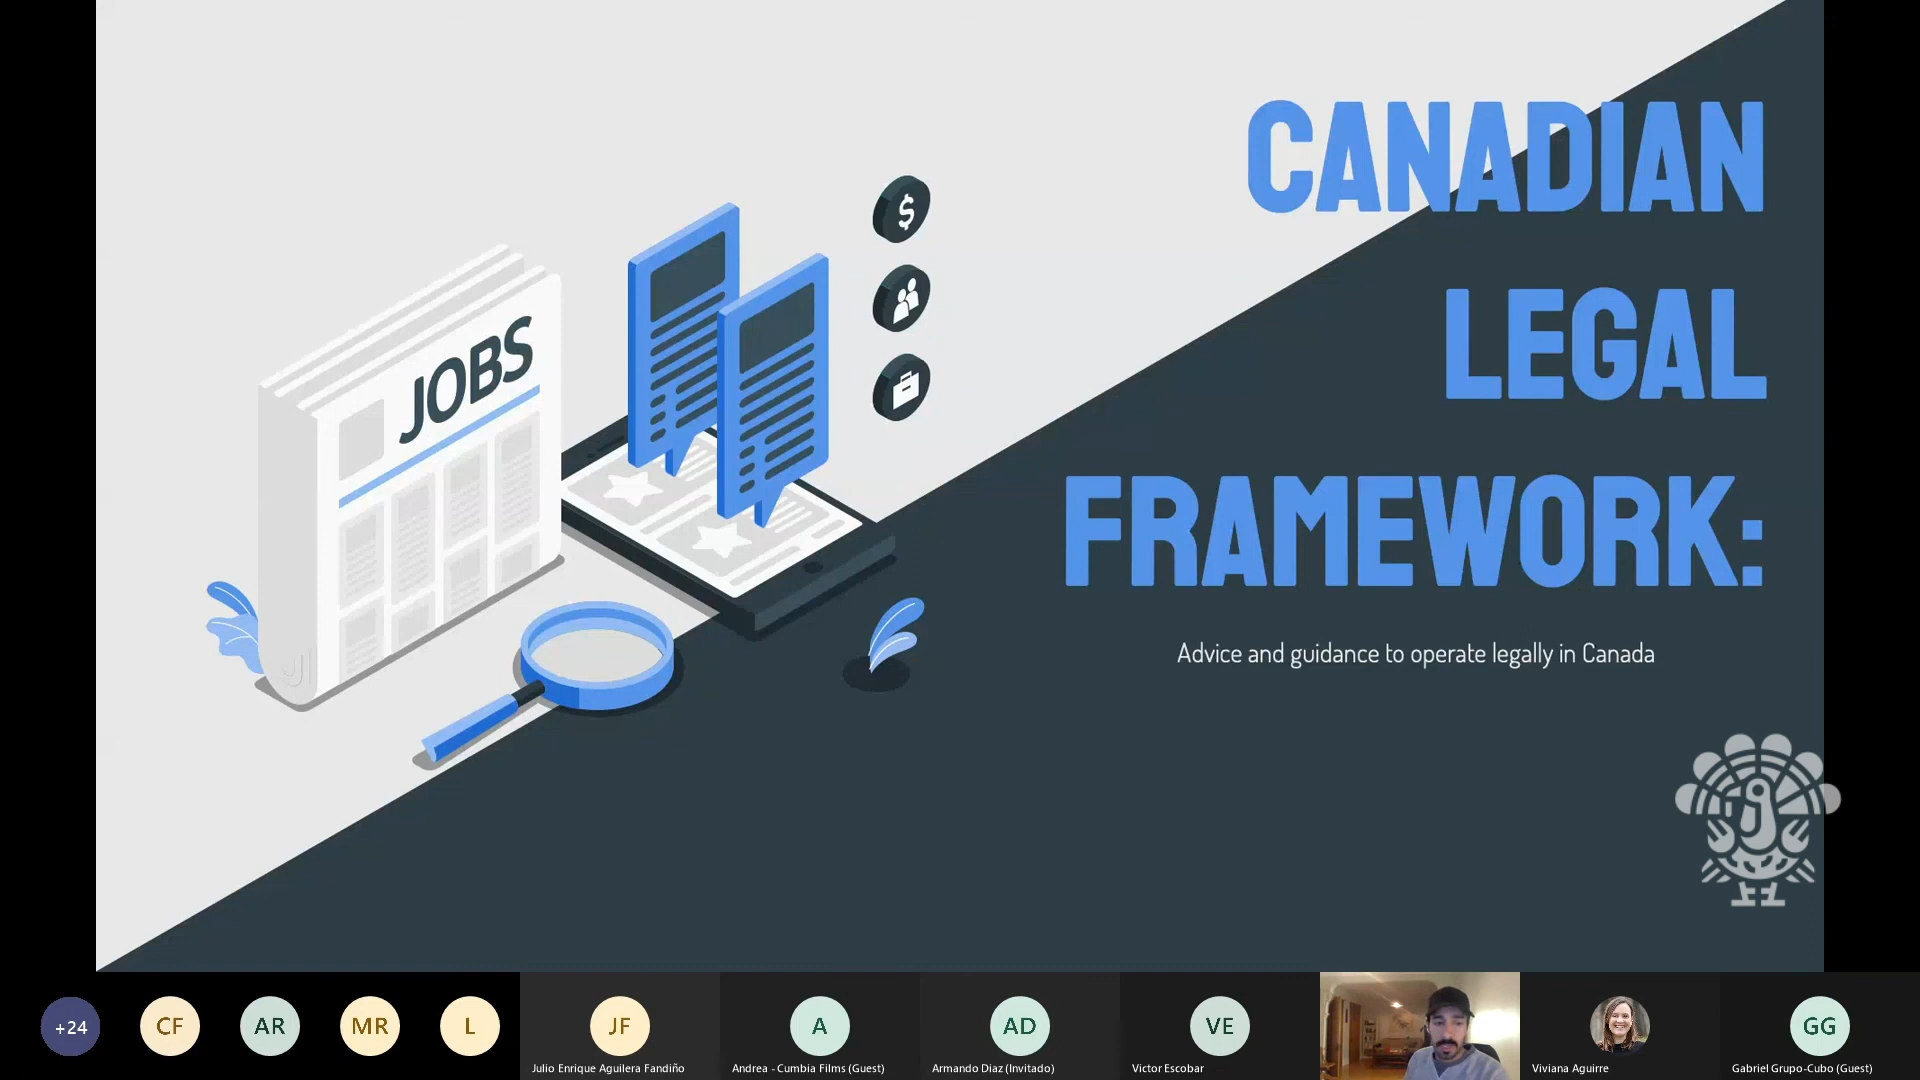 CANADIAN
LEGAL
FRAMEWORK:
Advice and guidance to operate legally in Canada
$
JOBS
+24
CF
AR
MR
L
JF
Julio Enrique Aguilera Fandiño
A
Andrea - Cumbia Films (Guest)
AD
Armando Diaz (Invitado)
VE
Victor Escobar
Viviana Aguirre
GG
Gabriel Grupo-Cubo (Guest)